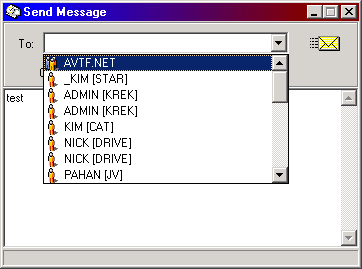 Send Message
To:
AVTF.NET
_KIM [STAR]
ADMIN [KREK]
ADMIN [KREK]
KIM [CAT]
NICK [DRIVE]
NICK [DRIVE]
PAHAN [JV]
test